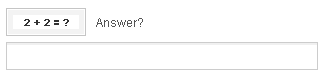 2 + 2 = ? Answer?